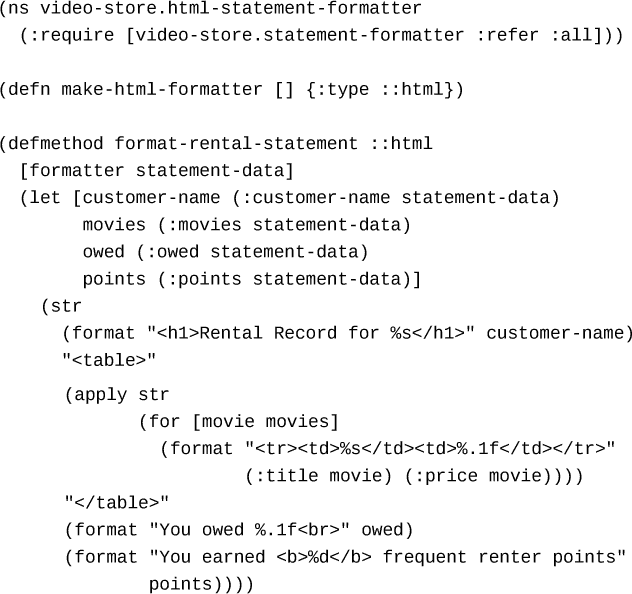 (ns video-store.html-statement-formatter
  (:require [video-store.statement-formatter :refer :all]))

(defn make-html-formatter [] {:type ::html})

(defmethod format-rental-statement ::html
  [formatter statement-data]
  (let [customer-name (:customer-name statement-data)
        movies (:movies statement-data)
        owed (:owed statement-data)
        points (:points statement-data)]
    (str
      (format "<h1>Rental Record for %s</h1>" customer-name)
      "<table>"
      (apply str
             (for [movie movies]
               (format "<tr><td>%s</td><td>%.1f</td></tr>"
                       (:title movie) (:price movie))))
      "</table>"
      (format "You owed %.1f<br>" owed)
      (format "You earned <b>%d</b> frequent renter points"
              points))))